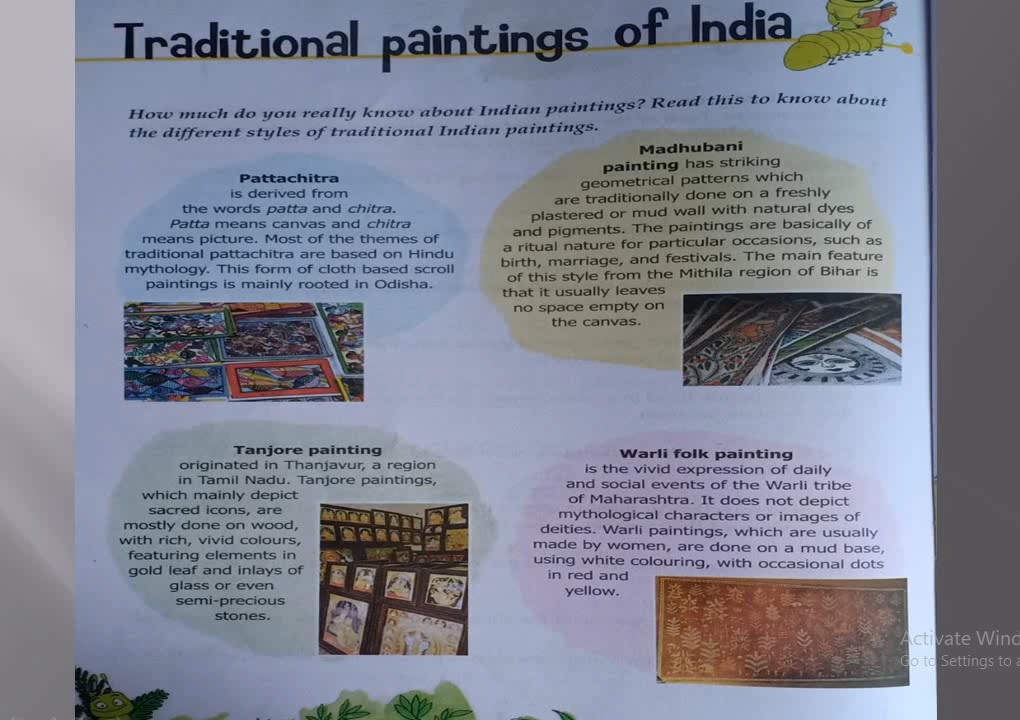 Traditional paintings of India
How much do you really know about Indian paintings? Read this to know about
the different styles of traditional Indian paintings.
Pattachitra
is derived from
the words patta and chitra.
Patta means canvas and chitra
means picture. Most of the themes of
traditional pattachitra are based on Hindu
mythology. This form of cloth based scroll
paintings is mainly rooted in Odisha.
Madhubani
painting has striking
geometrical patterns which
are traditionally done on a freshly
plastered or mud wall with natural dyes
and pigments. The paintings are basically of
a ritual nature for particular occasions, such as
birth, marriage, and festivals. The main feature
of this style from the Mithila region of Bihar is
that it usually leaves
no space empty on
the canvas.
Tanjore painting
originated in Thanjavur, a region
in Tamil Nadu. Tanjore paintings,
which mainly depict
sacred icons, are
mostly done on wood,
with rich, vivid colours,
featuring elements in
gold leaf and inlays of
glass or even
semi-precious
stones.
Warli folk painting
is the vivid expression of daily
and social events of the Warli tribe
of Maharashtra. It does not depict
mythological characters or images of
deities. Warli paintings, which are usually
made by women, are done on a mud base,
using white colouring, with occasional dots
in red and
yellow.
Activate Wind
Go to Settings to a